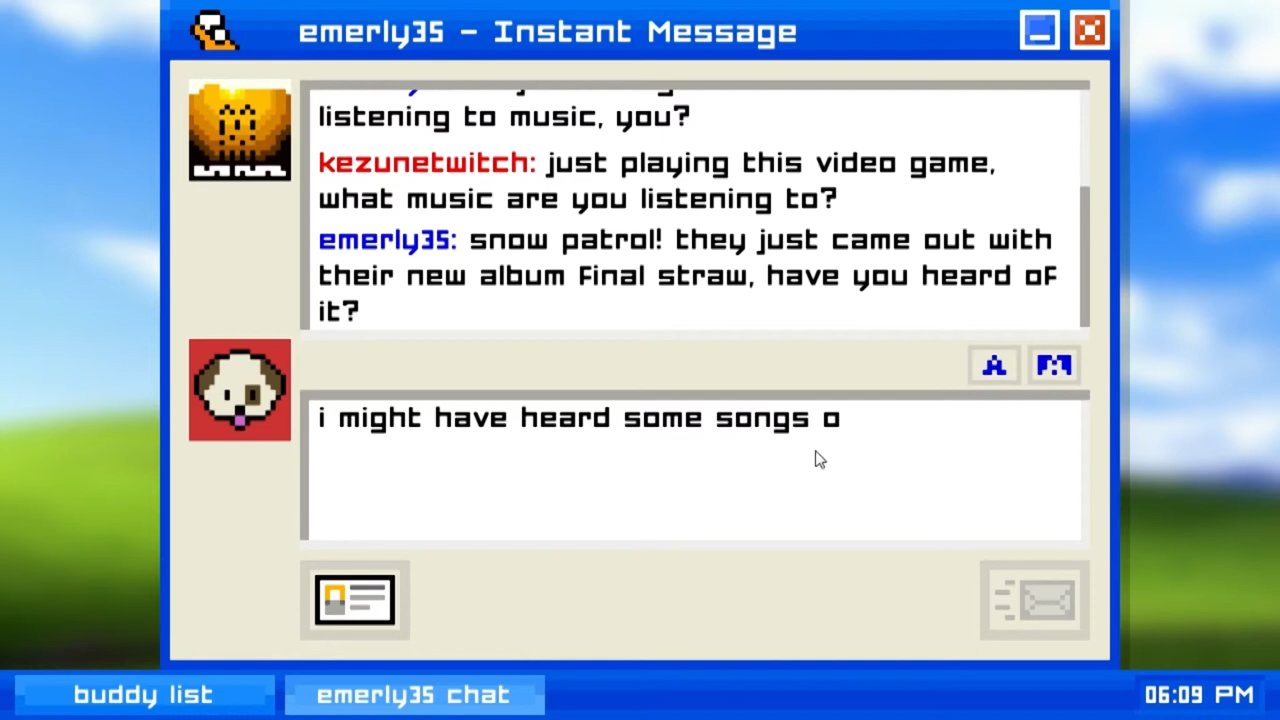 emerly35 - Instant Message
listening to music, you?
kezunetwitch: just playing this video game,
what music are you listening to?
emerly35: snow patrol! they just came out with
their new album final straw, have you heard of
it?
A
i might have heard some songs o
buddy list
emerly35 chat
06:09 PM